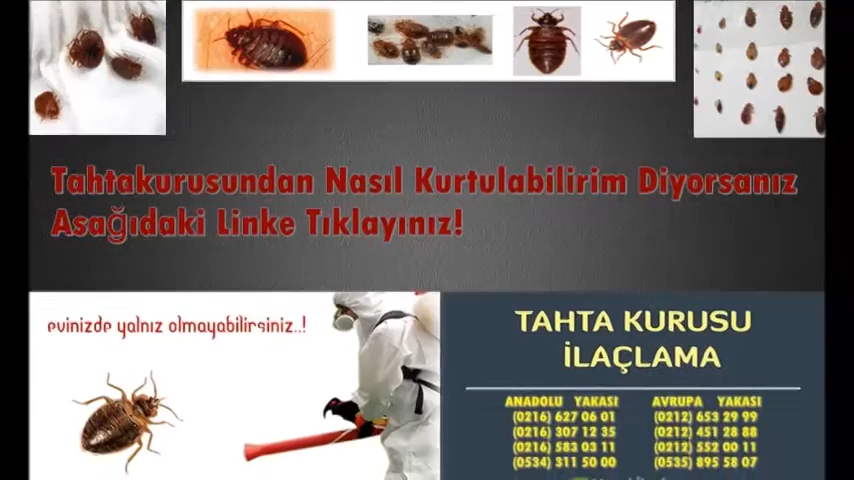 Tahtakurusundan Nasıl Kurtulabilirim Diyorsanız
Asağıdaki Linke Tıklayınız!
evinizde yalnız olmayabilirsiniz..!
TAHTA KURUSU
İLAÇLAMA
ANADOLU YAKASI
(0216) 627 06 01
(0216) 307 12 35
(0216) 583 03 11
(0534) 311 50 00
AVRUPA YAKASI
(0212) 653 29 99
(0212) 451 28 88
(0212) 552 00 11
(0535) 895 58 07